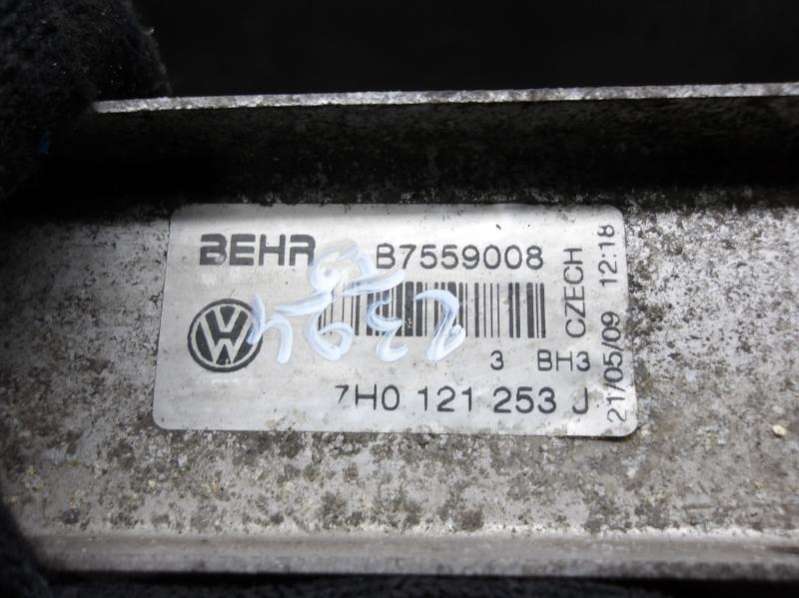 BEHR B7559008
3 BH3
7H0 121 253 J
CZECH
21/05/09 12:18